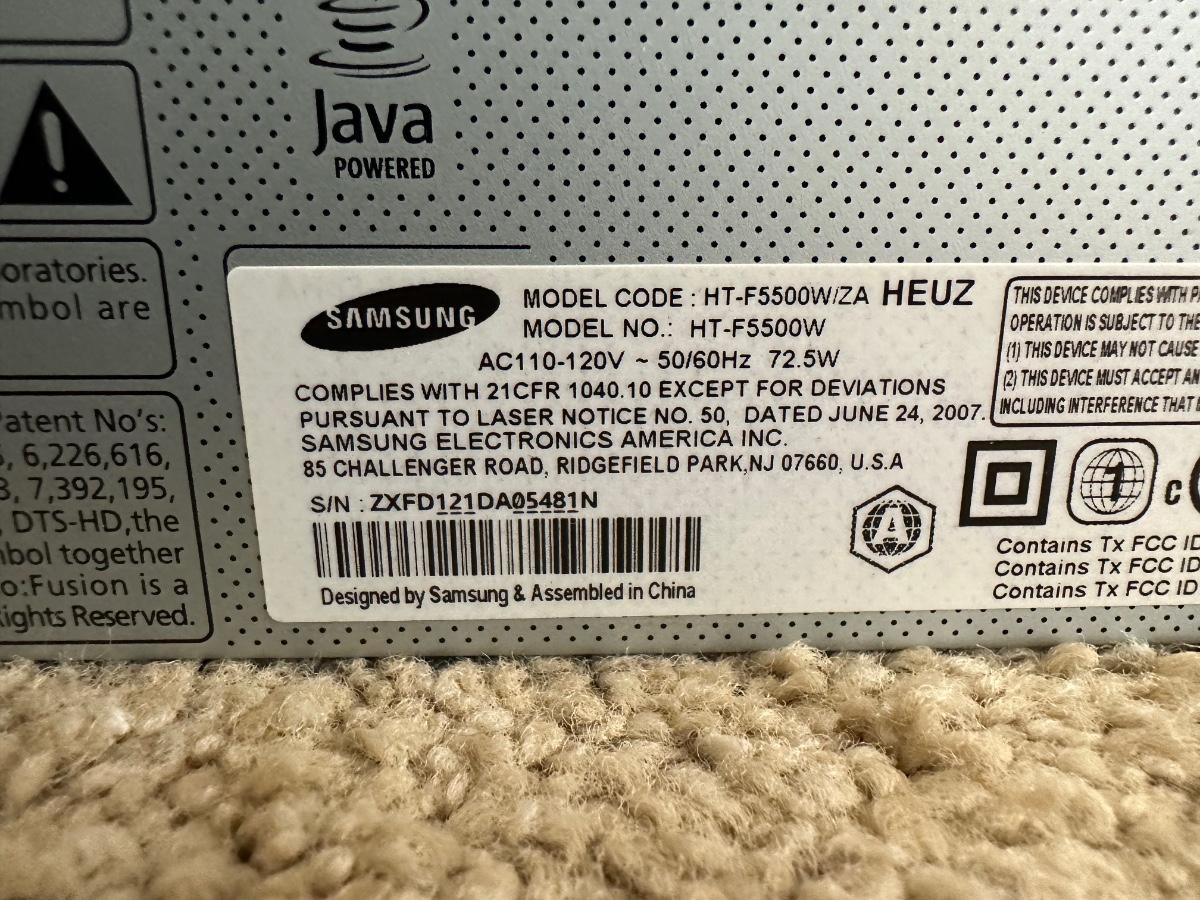 Java
POWERED
oratories.
mbol are
Patent No's:
6,226,616,
7,392,195,
DTS-HD,the
mbol together
o:Fusion is a
Rights Reserved.
SAMSUNG
MODEL CODE : HT-F5500W/ZA HEUZ
MODEL NO.: HT-F5500W
AC110-120V ~ 50/60Hz 72.5W
COMPLIES WITH 21CFR 1040.10 EXCEPT FOR DEVIATIONS
PURSUANT TO LASER NOTICE NO. 50, DATED JUNE 24, 2007.
SAMSUNG ELECTRONICS AMERICA INC.
85 CHALLENGER ROAD, RIDGEFIELD PARK,NJ 07660, U.S.A
S/N : ZXFD121DA05481N
Designed by Samsung & Assembled in China
THIS DEVICE COMPLIES WITH
OPERATION IS SUBJECT TO THE
(1) THIS DEVICE MAY NOT CAUSE
(2) THIS DEVICE MUST ACCEPT
INCLUDING INTERFERENCE THAT
A
1
c
Contains Tx FCC ID
Contains Tx FCC ID
Contains Tx FCC ID